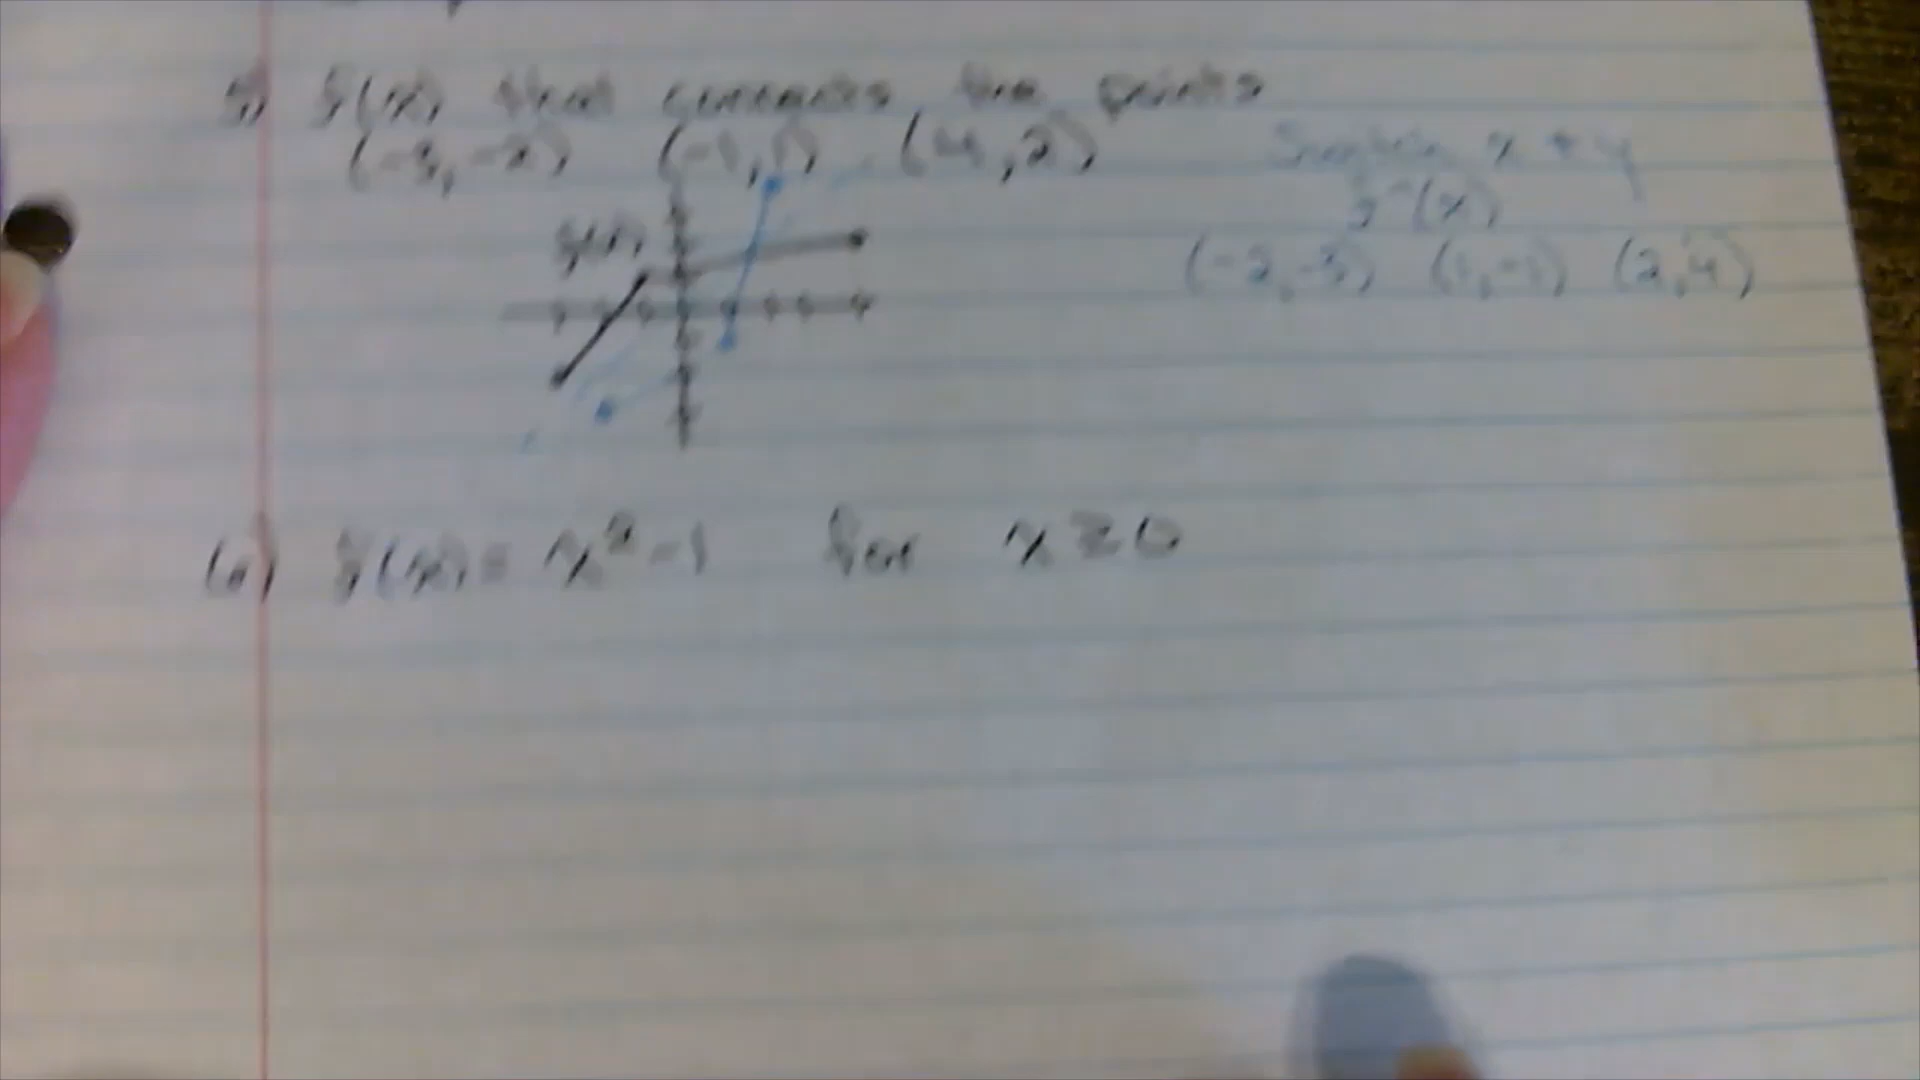 5) f(x) that connects the points
(-3,-2) (-1,1) (4,2)
Switch x + y
f⁻(x)
(-2,-3) (1,-1) (2,4)
f(x)
6) f(x) = x² - 1 for x ≥ 0